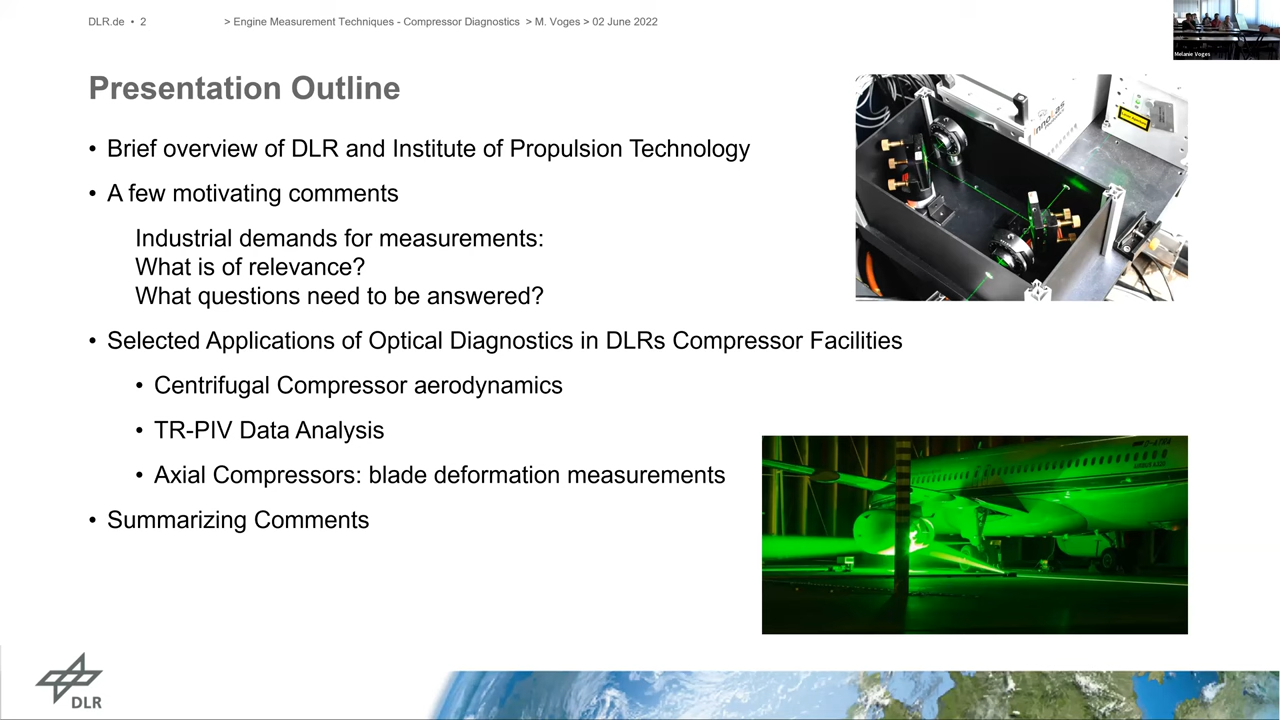 DLR.de • 2 > Engine Measurement Techniques - Compressor Diagnostics > M. Voges > 02 June 2022
Melanie Voges
Presentation Outline
• Brief overview of DLR and Institute of Propulsion Technology
• A few motivating comments
Industrial demands for measurements:
What is of relevance?
What questions need to be answered?
• Selected Applications of Optical Diagnostics in DLRs Compressor Facilities
• Centrifugal Compressor aerodynamics
• TR-PIV Data Analysis
• Axial Compressors: blade deformation measurements
• Summarizing Comments
InnoLas
DLR